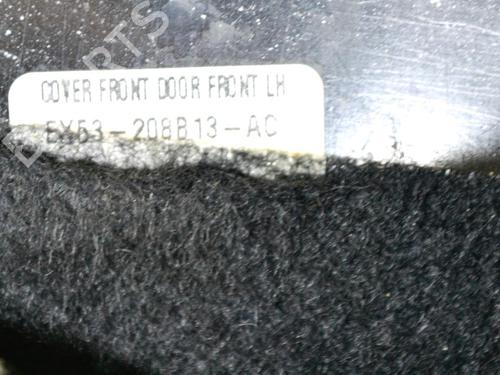 COVER FRONT DOOR FRONT LH
EX53-208B13-AC